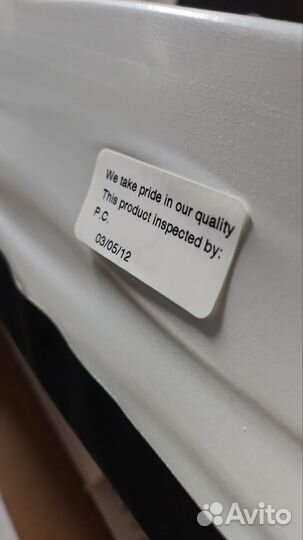 We take pride in our quality
This product inspected by:
P.C.
03/05/12
Avito